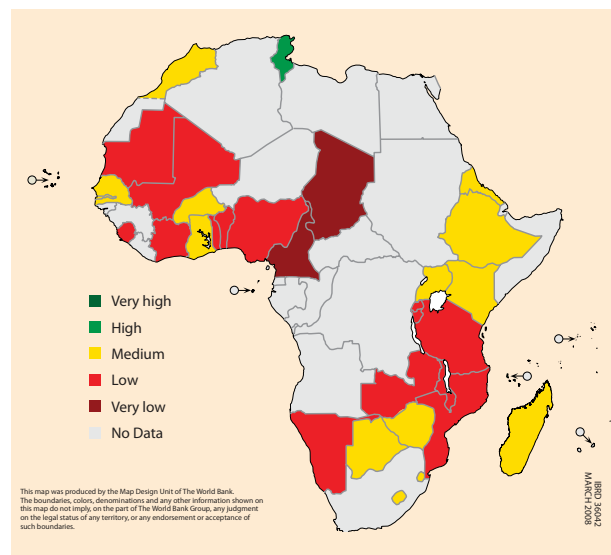 Very high
High
Medium
Low
Very low
No Data
This map was produced by the Map Design Unit of The World Bank.
The boundaries, colors, denominations and any other information shown on
this map do not imply, on the part of The World Bank Group, any judgment
on the legal status of any territory, or any endorsement or acceptance of
such boundaries.
IBRD 36042
MARCH 2008